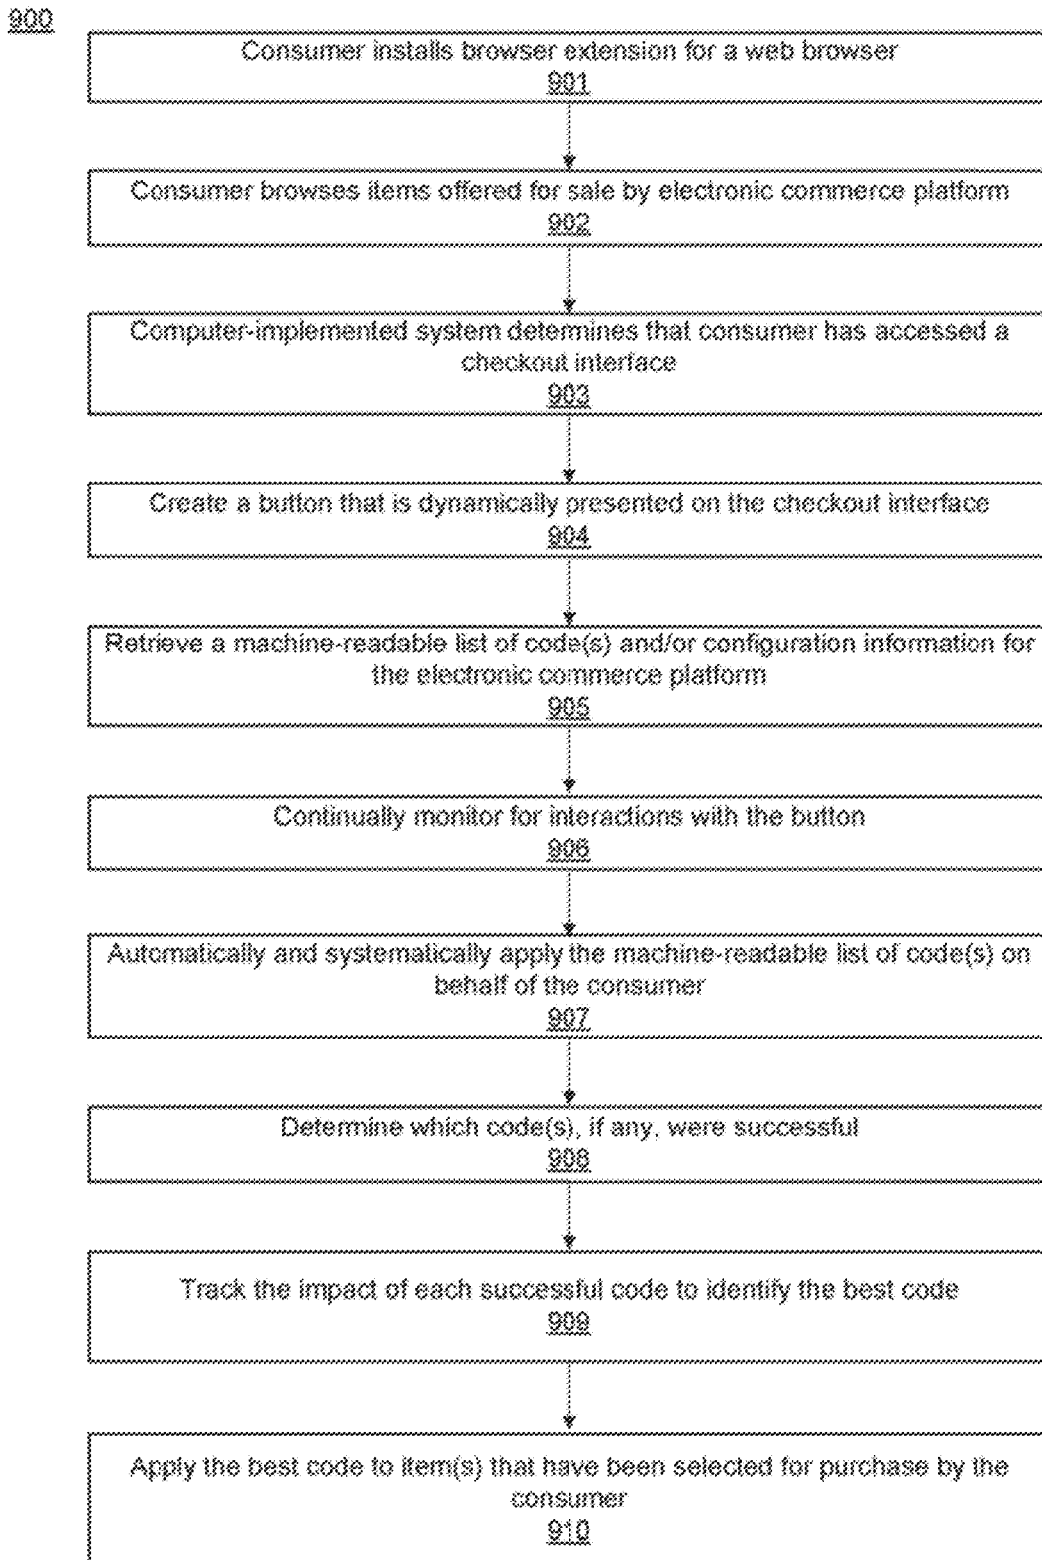 900
Consumer installs browser extension for a web browser
901
Consumer browses items offered for sale by electronic commerce platform
902
Computer-implemented system determines that consumer has accessed a
checkout interface
903
Create a button that is dynamically presented on the checkout interface
904
Retrieve a machine-readable list of code(s) and/or configuration information for
the electronic commerce platform
905
Continually monitor for interactions with the button
906
Automatically and systematically apply the machine-readable list of code(s) on
behalf of the consumer
907
Determine which code(s), if any, were successful
908
Track the impact of each successful code to identify the best code
909
Apply the best code to item(s) that have been selected for purchase by the
consumer
910